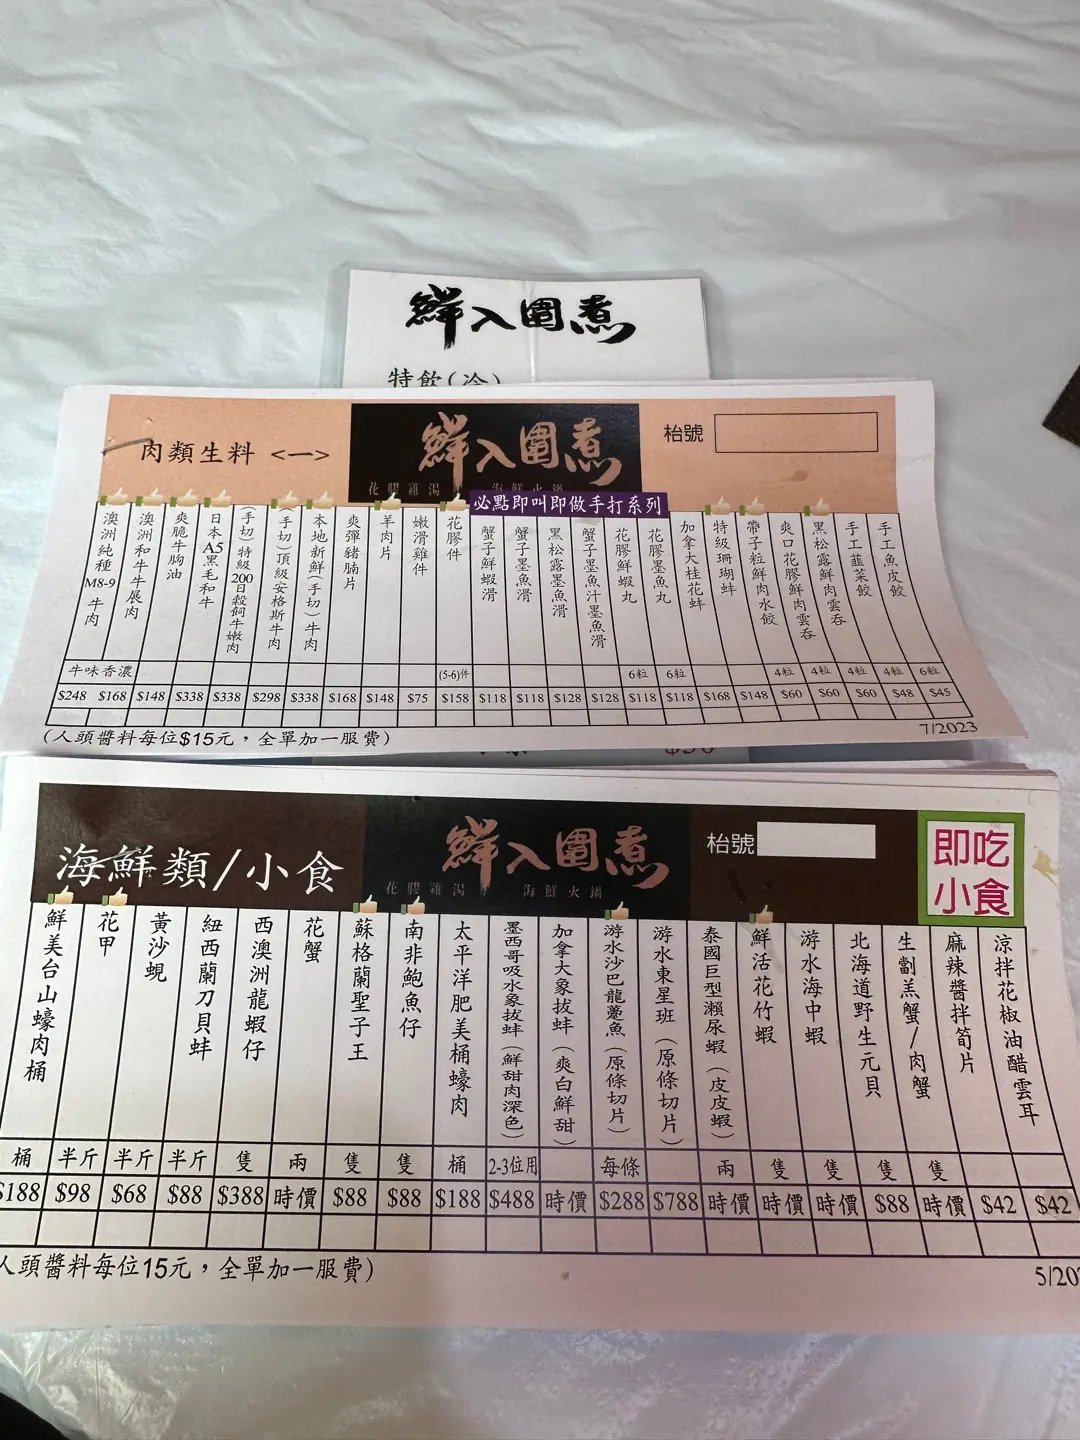 鮮入圍煮
特飲(冷)
肉類生料 <一>
鮮入圍煮
花膠雞湯 海鮮火鍋
枱號
必點即叫即做手打系列
澳洲純種M8-9牛肉
澳洲和牛牛展肉
爽脆牛胸油
日本A5黑毛和牛
(手切)特級200日穀飼牛嫩肉
(手切)頂級安格斯牛肉
本地新鮮(手切)牛肉
爽彈豬腩片
羊肉片
嫩滑雞件
花膠件
蟹子鮮蝦滑
蟹子墨魚滑
黑松露墨魚滑
蟹子墨魚汁墨魚滑
花膠鮮蝦丸
花膠墨魚丸
加拿大桂花蚌
特級珊瑚蚌
帶子粒鮮肉水餃
爽口花膠鮮肉雲吞
黑松露鮮肉雲吞
手工韮菜餃
手工魚皮餃
牛味香濃 (5-6)件 6粒 6粒 4粒 4粒 4粒 4粒 6粒
$248 $168 $148 $338 $338 $298 $338 $168 $148 $75 $158 $118 $118 $128 $128 $118 $118 $168 $148 $60 $60 $60 $48 $45
(人頭醬料每位$15元，全單加一服費)
7/2023
海鮮類/小食
鮮入圍煮
花膠雞湯 海鮮火鍋
枱號
即吃
小食
鮮美台山蠔肉桶
花甲
黃沙蜆
紐西蘭刀貝蚌
西澳洲龍蝦仔
花蟹
蘇格蘭聖子王
南非鮑魚仔
太平洋肥美桶蠔肉
墨西哥吸水象拔蚌(鮮甜肉深色)
加拿大象拔蚌(爽白鮮甜)
游水沙巴龍躉魚(原條切片)
游水東星班(原條切片)
泰國巨型瀨尿蝦(皮皮蝦)
鮮活花竹蝦
游水海中蝦
北海道野生元貝
生劏羔蟹/肉蟹
麻辣醬拌筍片
涼拌花椒油醋雲耳
桶 半斤 半斤 半斤 隻 兩 隻 隻 桶 2-3位用 每條 兩 隻 隻 隻 隻
$188 $98 $68 $88 $388 時價 $88 $88 $188 $488 時價 $288 $788 時價 時價 時價 $88 時價 $42 $42
人頭醬料每位15元，全單加一服費)
5/20